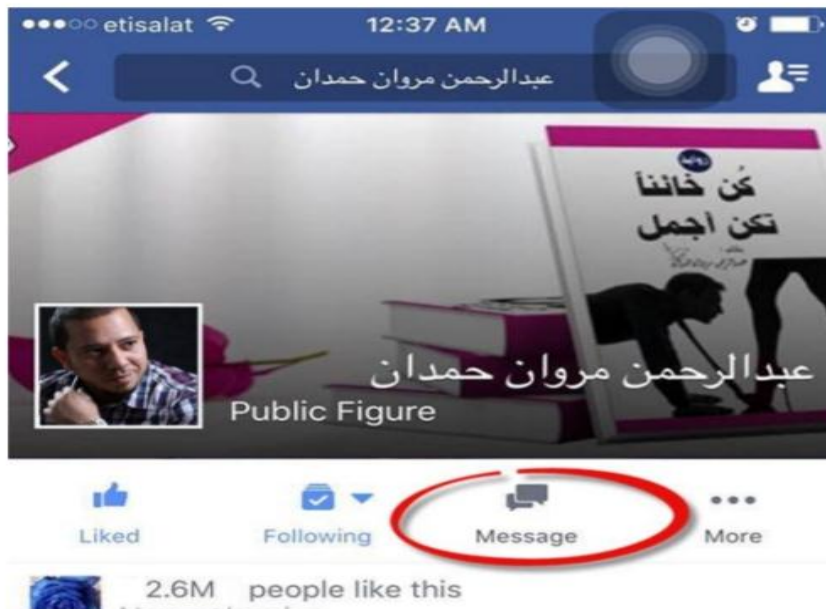 etisalat 12:37 AM
عبدالرحمن مروان حمدان
رواية
كُن خائناً
تكن أجمل
عبدالرحمن مروان حمدان
Public Figure
Liked Following Message More
2.6M people like this